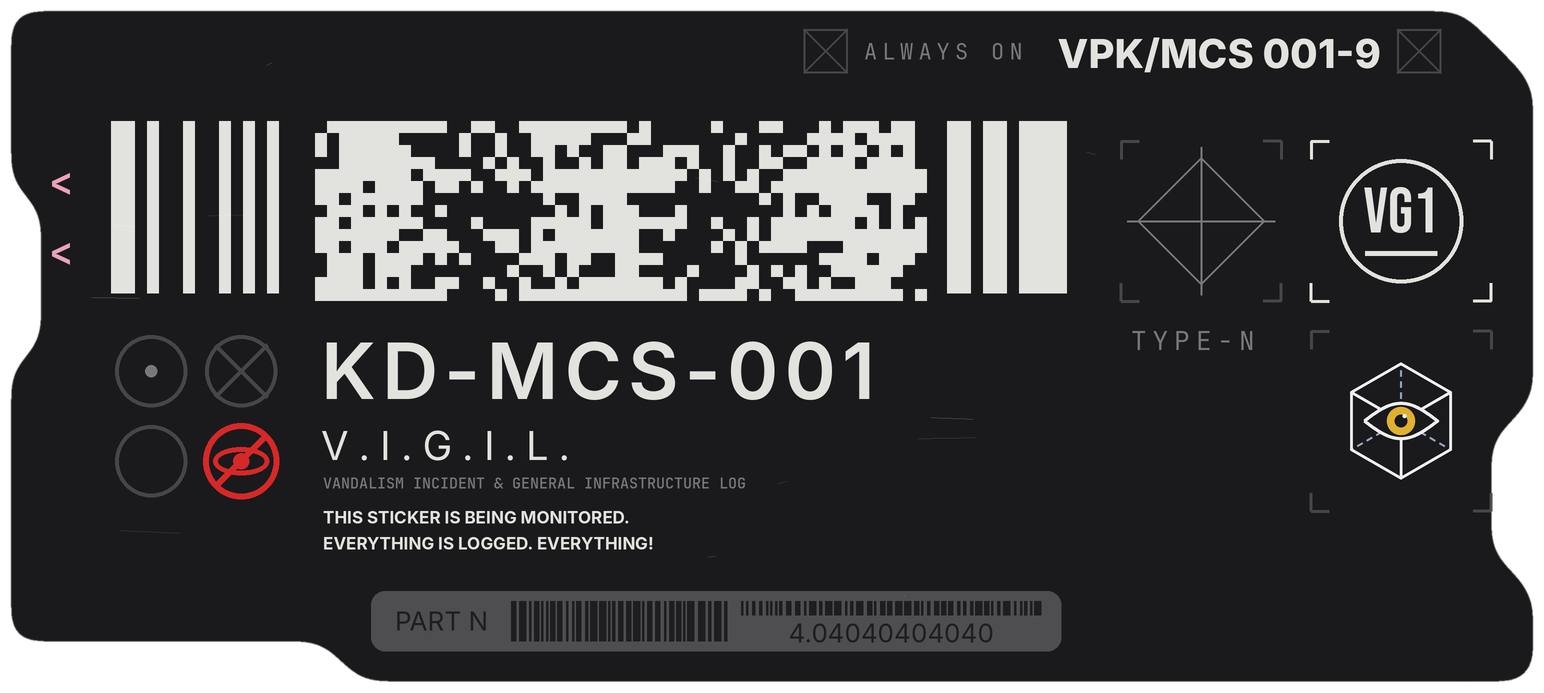 ALWAYS ON VPK/MCS 001-9
< 
<
VG1
TYPE-N
KD-MCS-001
V.I.G.I.L.
VANDALISM INCIDENT & GENERAL INFRASTRUCTURE LOG
THIS STICKER IS BEING MONITORED.
EVERYTHING IS LOGGED. EVERYTHING!
PART N
4.04040404040